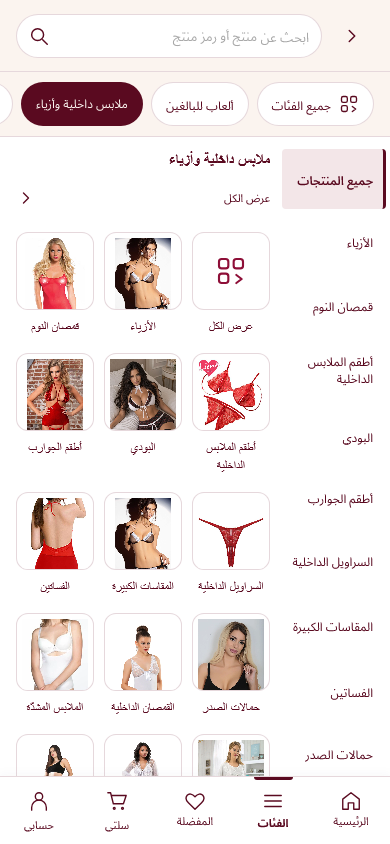 ابحث عن منتج أو رمز منتج
جميع الفئات
ألعاب للبالغين
ملابس داخلية وأزياء
جميع المنتجات
الأزياء
قمصان النوم
أطقم الملابس
الداخلية
البودي
أطقم الجوارب
السراويل الداخلية
المقاسات الكبيرة
الفساتين
حمالات الصدر
ملابس داخلية وأزياء
عرض الكل
عرض الكل
الأزياء
قمصان النوم
أطقم الملابس
الداخلية
البودي
أطقم الجوارب
السراويل الداخلية
المقاسات الكبيرة
الفساتين
حمالات الصدر
القمصان الداخلية
الملابس المشدّة
الرئيسية
الفئات
المفضلة
سلتي
حسابي